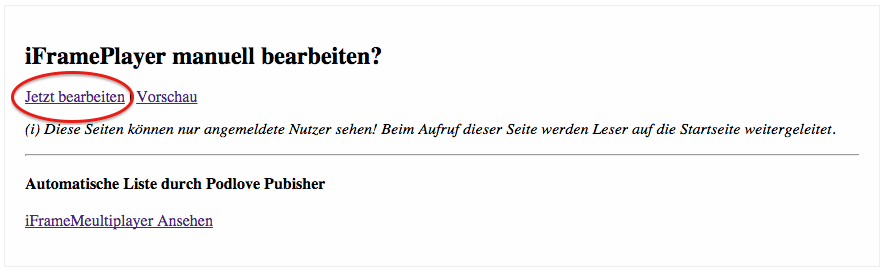 iFramePlayer manuell bearbeiten?
Jetzt bearbeiten | Vorschau
(i) Diese Seiten können nur angemeldete Nutzer sehen! Beim Aufruf dieser Seite werden Leser auf die Startseite weitergeleitet.
Automatische Liste durch Podlove Pubisher
iFrameMeultiplayer Ansehen